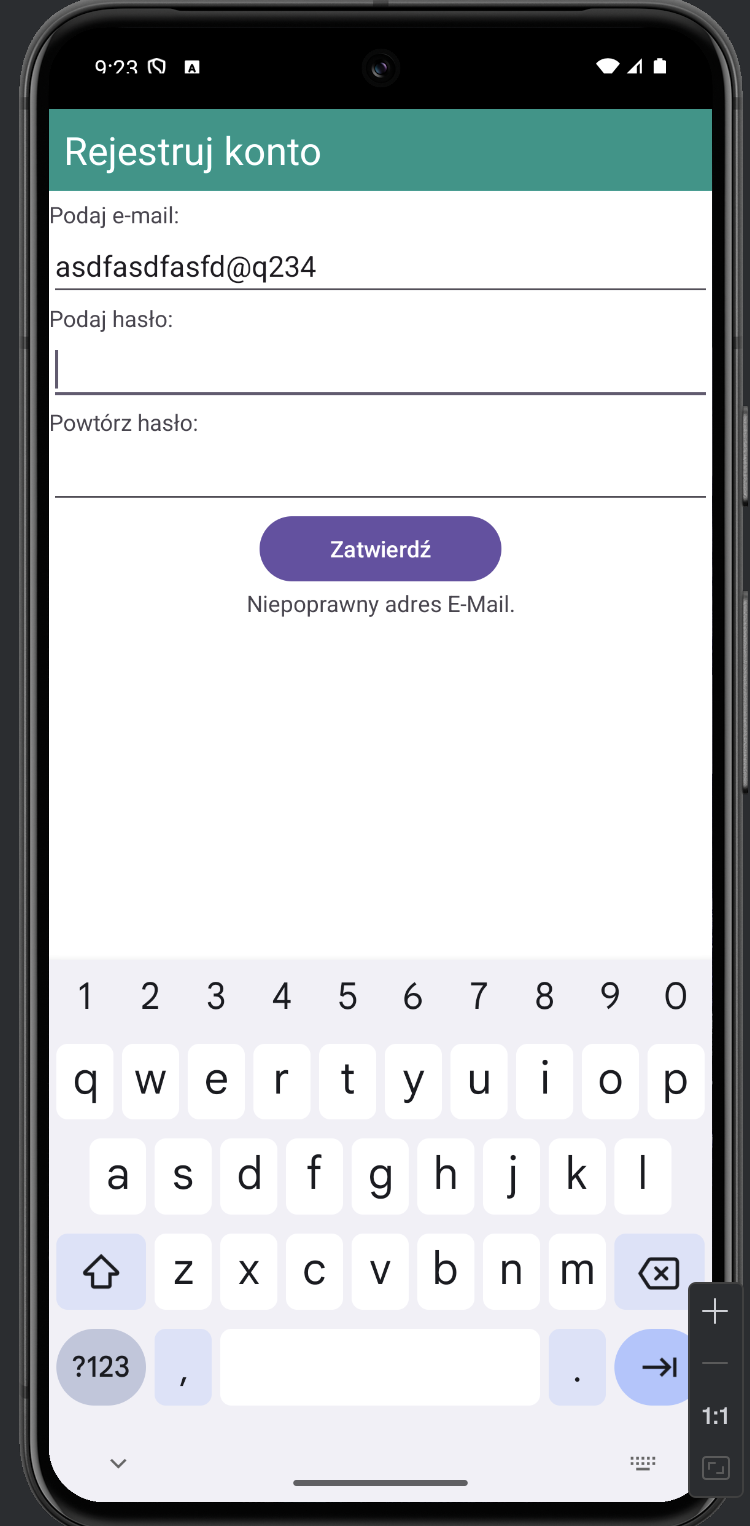 9:23 A
Rejestruj konto
Podaj e-mail:
asdfasdfasfd@q234
Podaj hasło:
Powtórz hasło:
Zatwierdź
Niepoprawny adres E-Mail.
1 2 3 4 5 6 7 8 9 0
q w e r t y u i o p
a s d f g h j k l
z x c v b n m
?123 , .
1:1